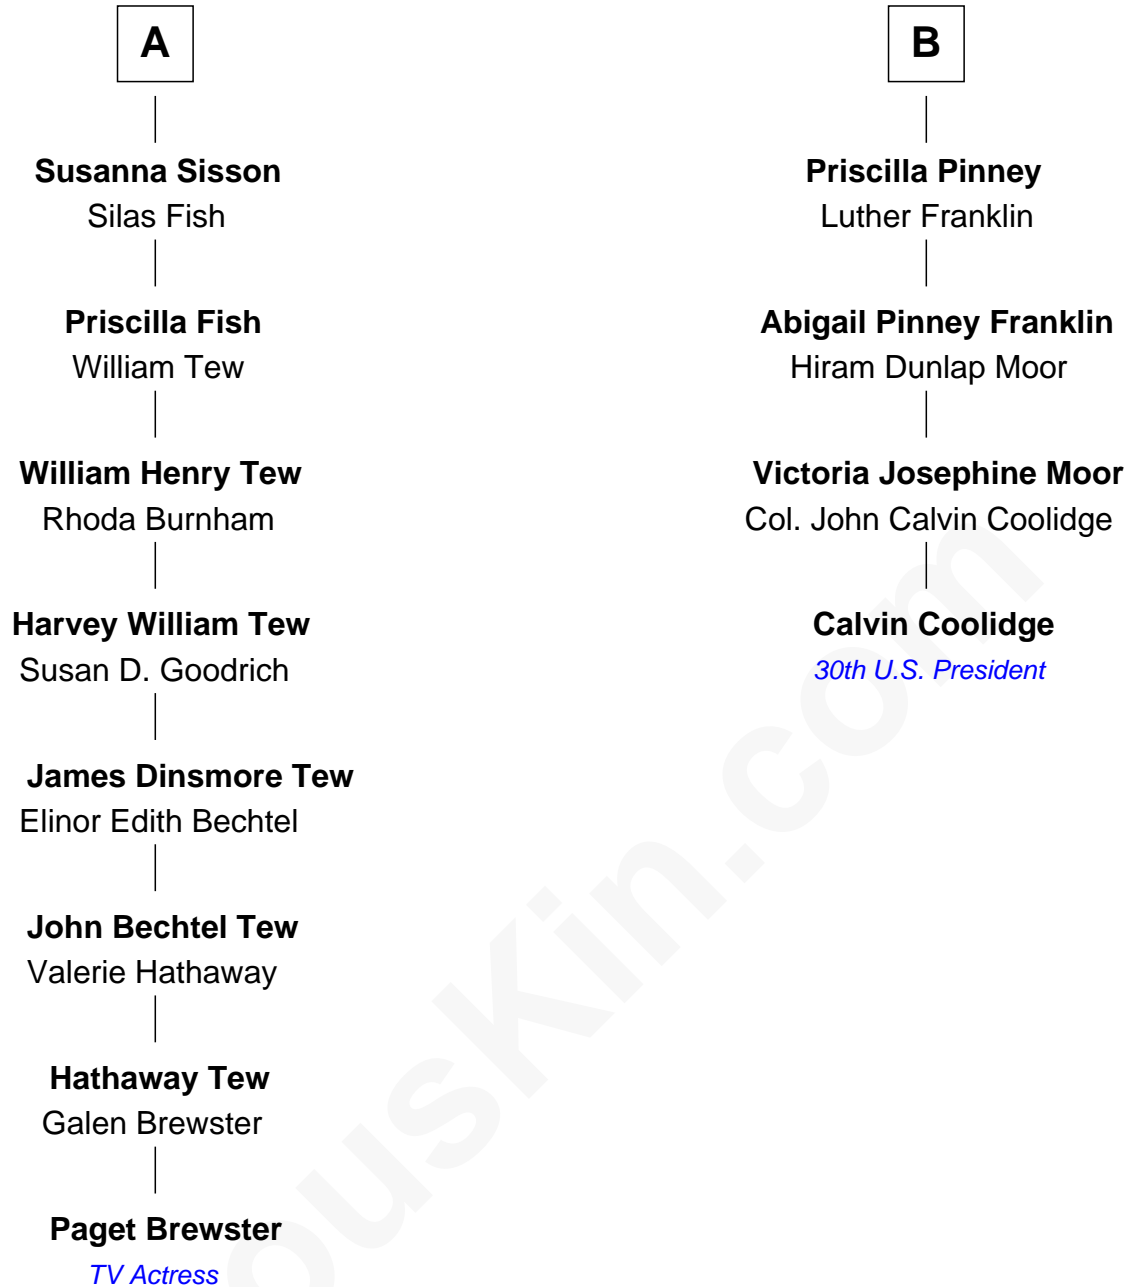 A
Susanna Sisson
Silas Fish
Priscilla Fish
William Tew
William Henry Tew
Rhoda Burnham
Harvey William Tew
Susan D. Goodrich
James Dinsmore Tew
Elinor Edith Bechtel
John Bechtel Tew
Valerie Hathaway
Hathaway Tew
Galen Brewster
Paget Brewster
TV Actress
B
Priscilla Pinney
Luther Franklin
Abigail Pinney Franklin
Hiram Dunlap Moor
Victoria Josephine Moor
Col. John Calvin Coolidge
Calvin Coolidge
30th U.S. President
ousKin.com